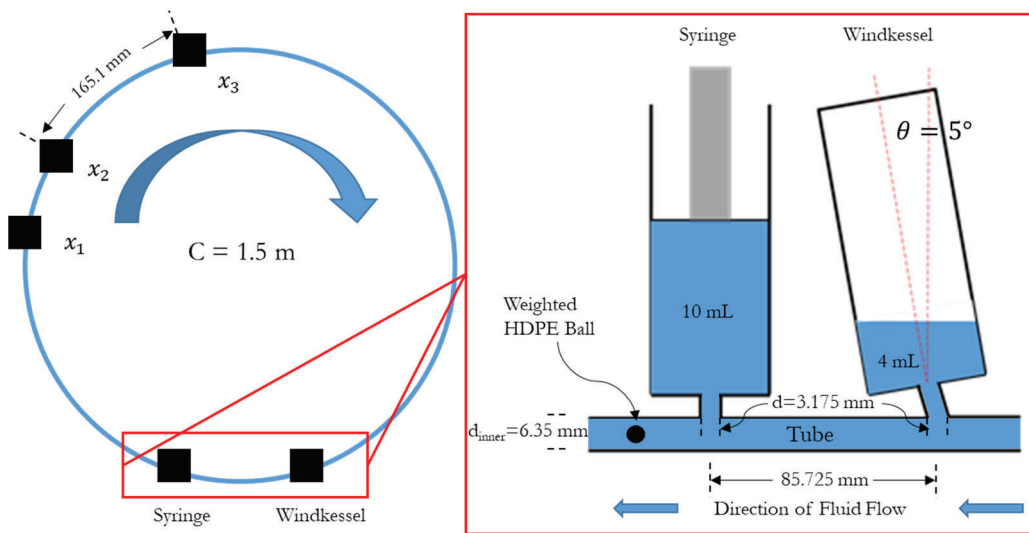 165.1 mm
x₃
x₂
x₁
C = 1.5 m
Syringe
Windkessel
Syringe
Windkessel
θ = 5°
Weighted
HDPE Ball
10 mL
4 mL
d=3.175 mm
d_inner=6.35 mm
Tube
85.725 mm
Direction of Fluid Flow